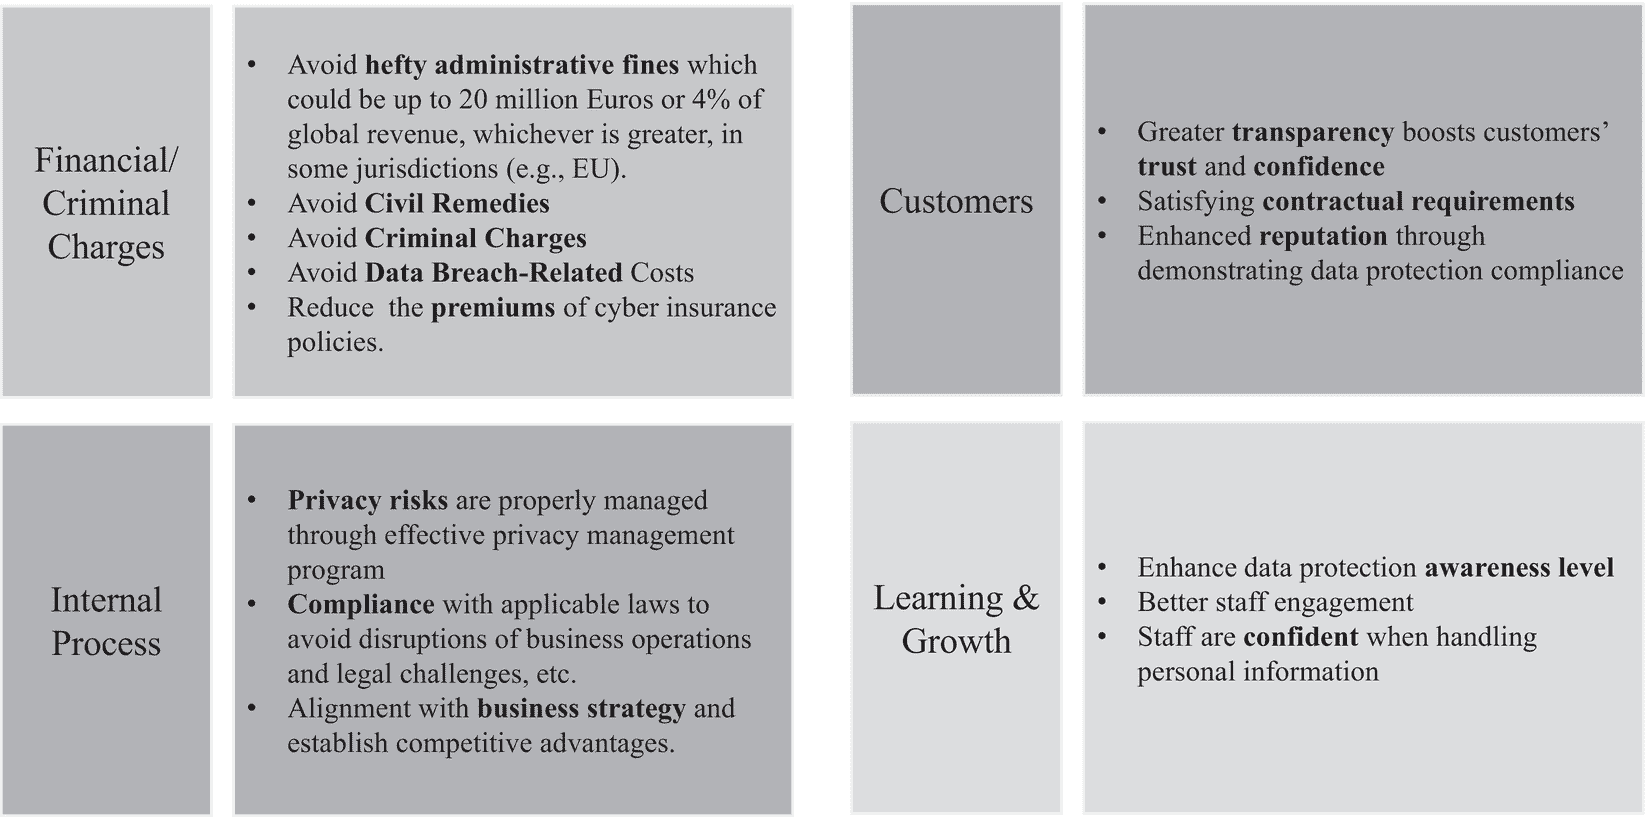 Financial/
Criminal
Charges
• Avoid hefty administrative fines which
could be up to 20 million Euros or 4% of
global revenue, whichever is greater, in
some jurisdictions (e.g., EU).
• Avoid Civil Remedies
• Avoid Criminal Charges
• Avoid Data Breach-Related Costs
• Reduce the premiums of cyber insurance
policies.
Customers
• Greater transparency boosts customers’
trust and confidence
• Satisfying contractual requirements
• Enhanced reputation through
demonstrating data protection compliance
Internal
Process
• Privacy risks are properly managed
through effective privacy management
program
• Compliance with applicable laws to
avoid disruptions of business operations
and legal challenges, etc.
• Alignment with business strategy and
establish competitive advantages.
Learning &
Growth
• Enhance data protection awareness level
• Better staff engagement
• Staff are confident when handling
personal information